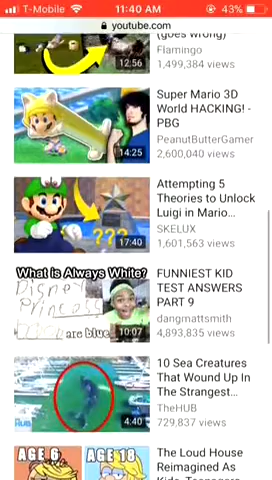 T-Mobile
11:40 AM
43%
youtube.com
(goes wrong)
Flamingo
1,499,384 views
12:56
Super Mario 3D
World HACKING! -
PBG
PeanutButterGamer
2,600,040 views
14:25
Attempting 5
Theories to Unlock
Luigi in Mario...
SKELUX
1,601,563 views
???
17:40
What is Always White?
Disney
Princess
are blue
10:07
FUNNIEST KID
TEST ANSWERS
PART 9
dangmattsmith
4,893,835 views
10 Sea Creatures
That Wound Up In
The Strangest...
TheHUB
729,837 views
HUB
4:40
AGE 6
AGE 18
The Loud House
Reimagined As
Kids, Teenagers